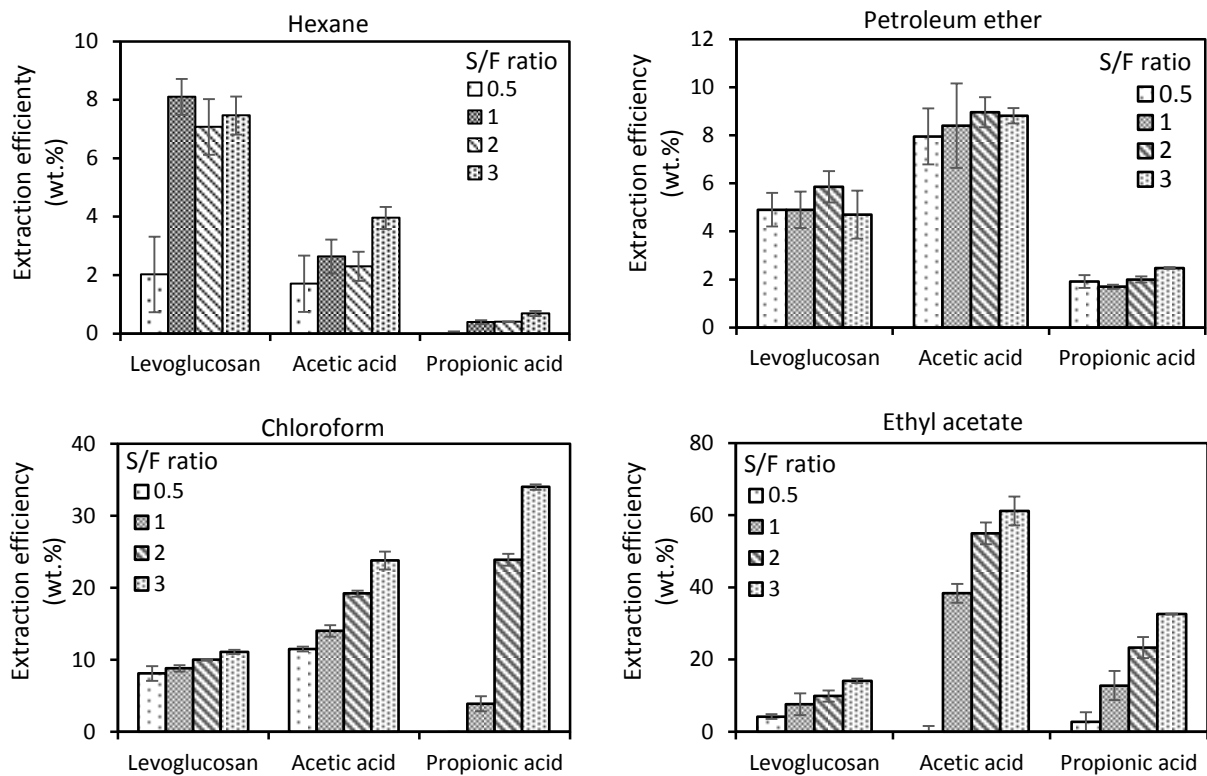 Hexane
Extraction efficienty
(wt.%)
10
8
6
4
2
0
S/F ratio
0.5
1
2
3
Levoglucosan Acetic acid Propionic acid
Petroleum ether
Extraction efficiency
(wt.%)
12
10
8
6
4
2
0
S/F ratio
0.5
1
2
3
Levoglucosan Acetic acid Propionic acid
Chloroform
Extraction efficiency
(wt.%)
40
30
20
10
0
S/F ratio
0.5
1
2
3
Levoglucosan Acetic acid Propionic acid
Ethyl acetate
Extraction efficiency
(wt.%)
80
60
40
20
0
S/F ratio
0.5
1
2
3
Levoglucosan Acetic acid Propionic acid